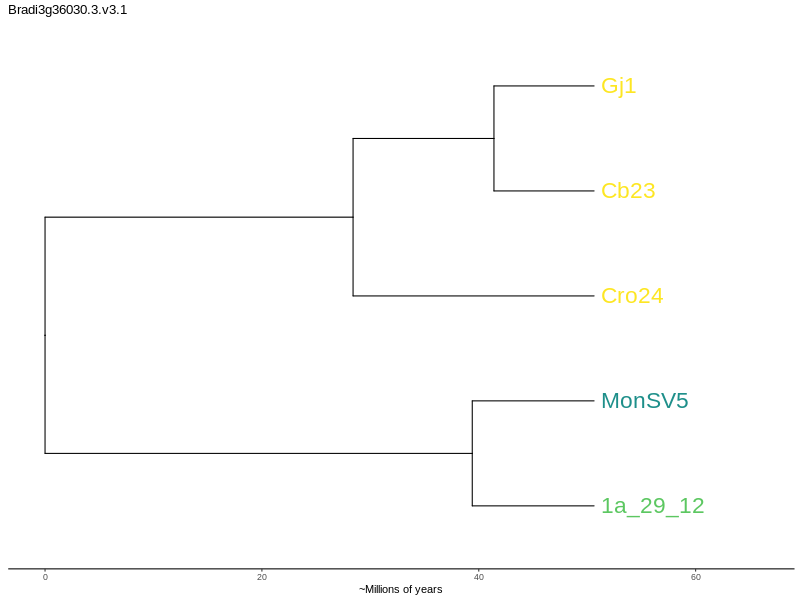 Bradi3g36030.3.v3.1
Gj1
Cb23
Cro24
MonSV5
1a_29_12
0 20 40 60
~Millions of years